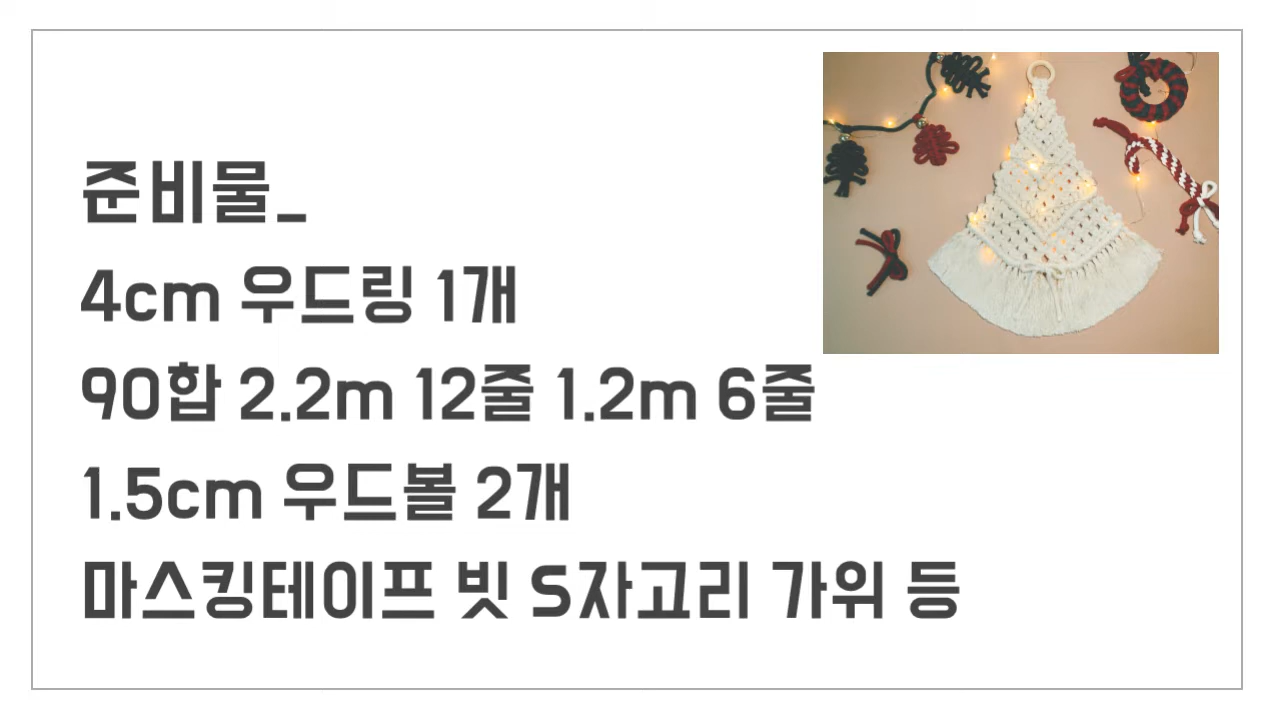 준비물_
4cm 우드링 1개
90합 2.2m 12줄 1.2m 6줄
1.5cm 우드볼 2개
마스킹테이프 빗 S자고리 가위 등